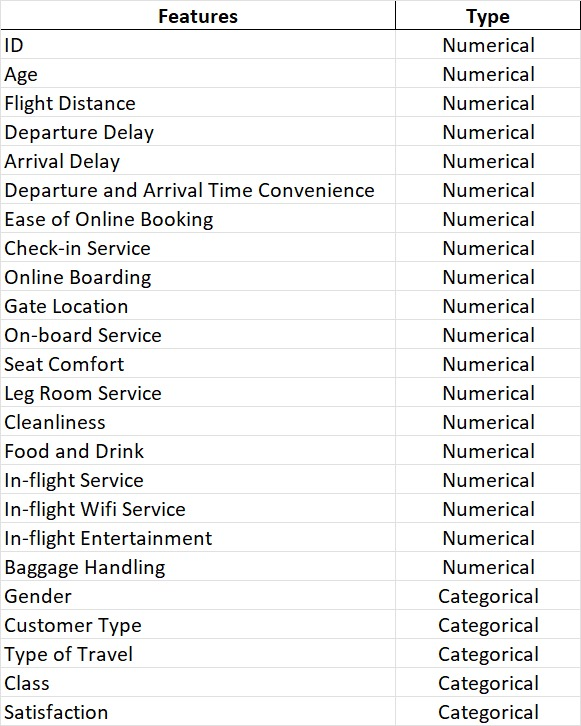 Features Type
ID Numerical
Age Numerical
Flight Distance Numerical
Departure Delay Numerical
Arrival Delay Numerical
Departure and Arrival Time Convenience Numerical
Ease of Online Booking Numerical
Check-in Service Numerical
Online Boarding Numerical
Gate Location Numerical
On-board Service Numerical
Seat Comfort Numerical
Leg Room Service Numerical
Cleanliness Numerical
Food and Drink Numerical
In-flight Service Numerical
In-flight Wifi Service Numerical
In-flight Entertainment Numerical
Baggage Handling Numerical
Gender Categorical
Customer Type Categorical
Type of Travel Categorical
Class Categorical
Satisfaction Categorical